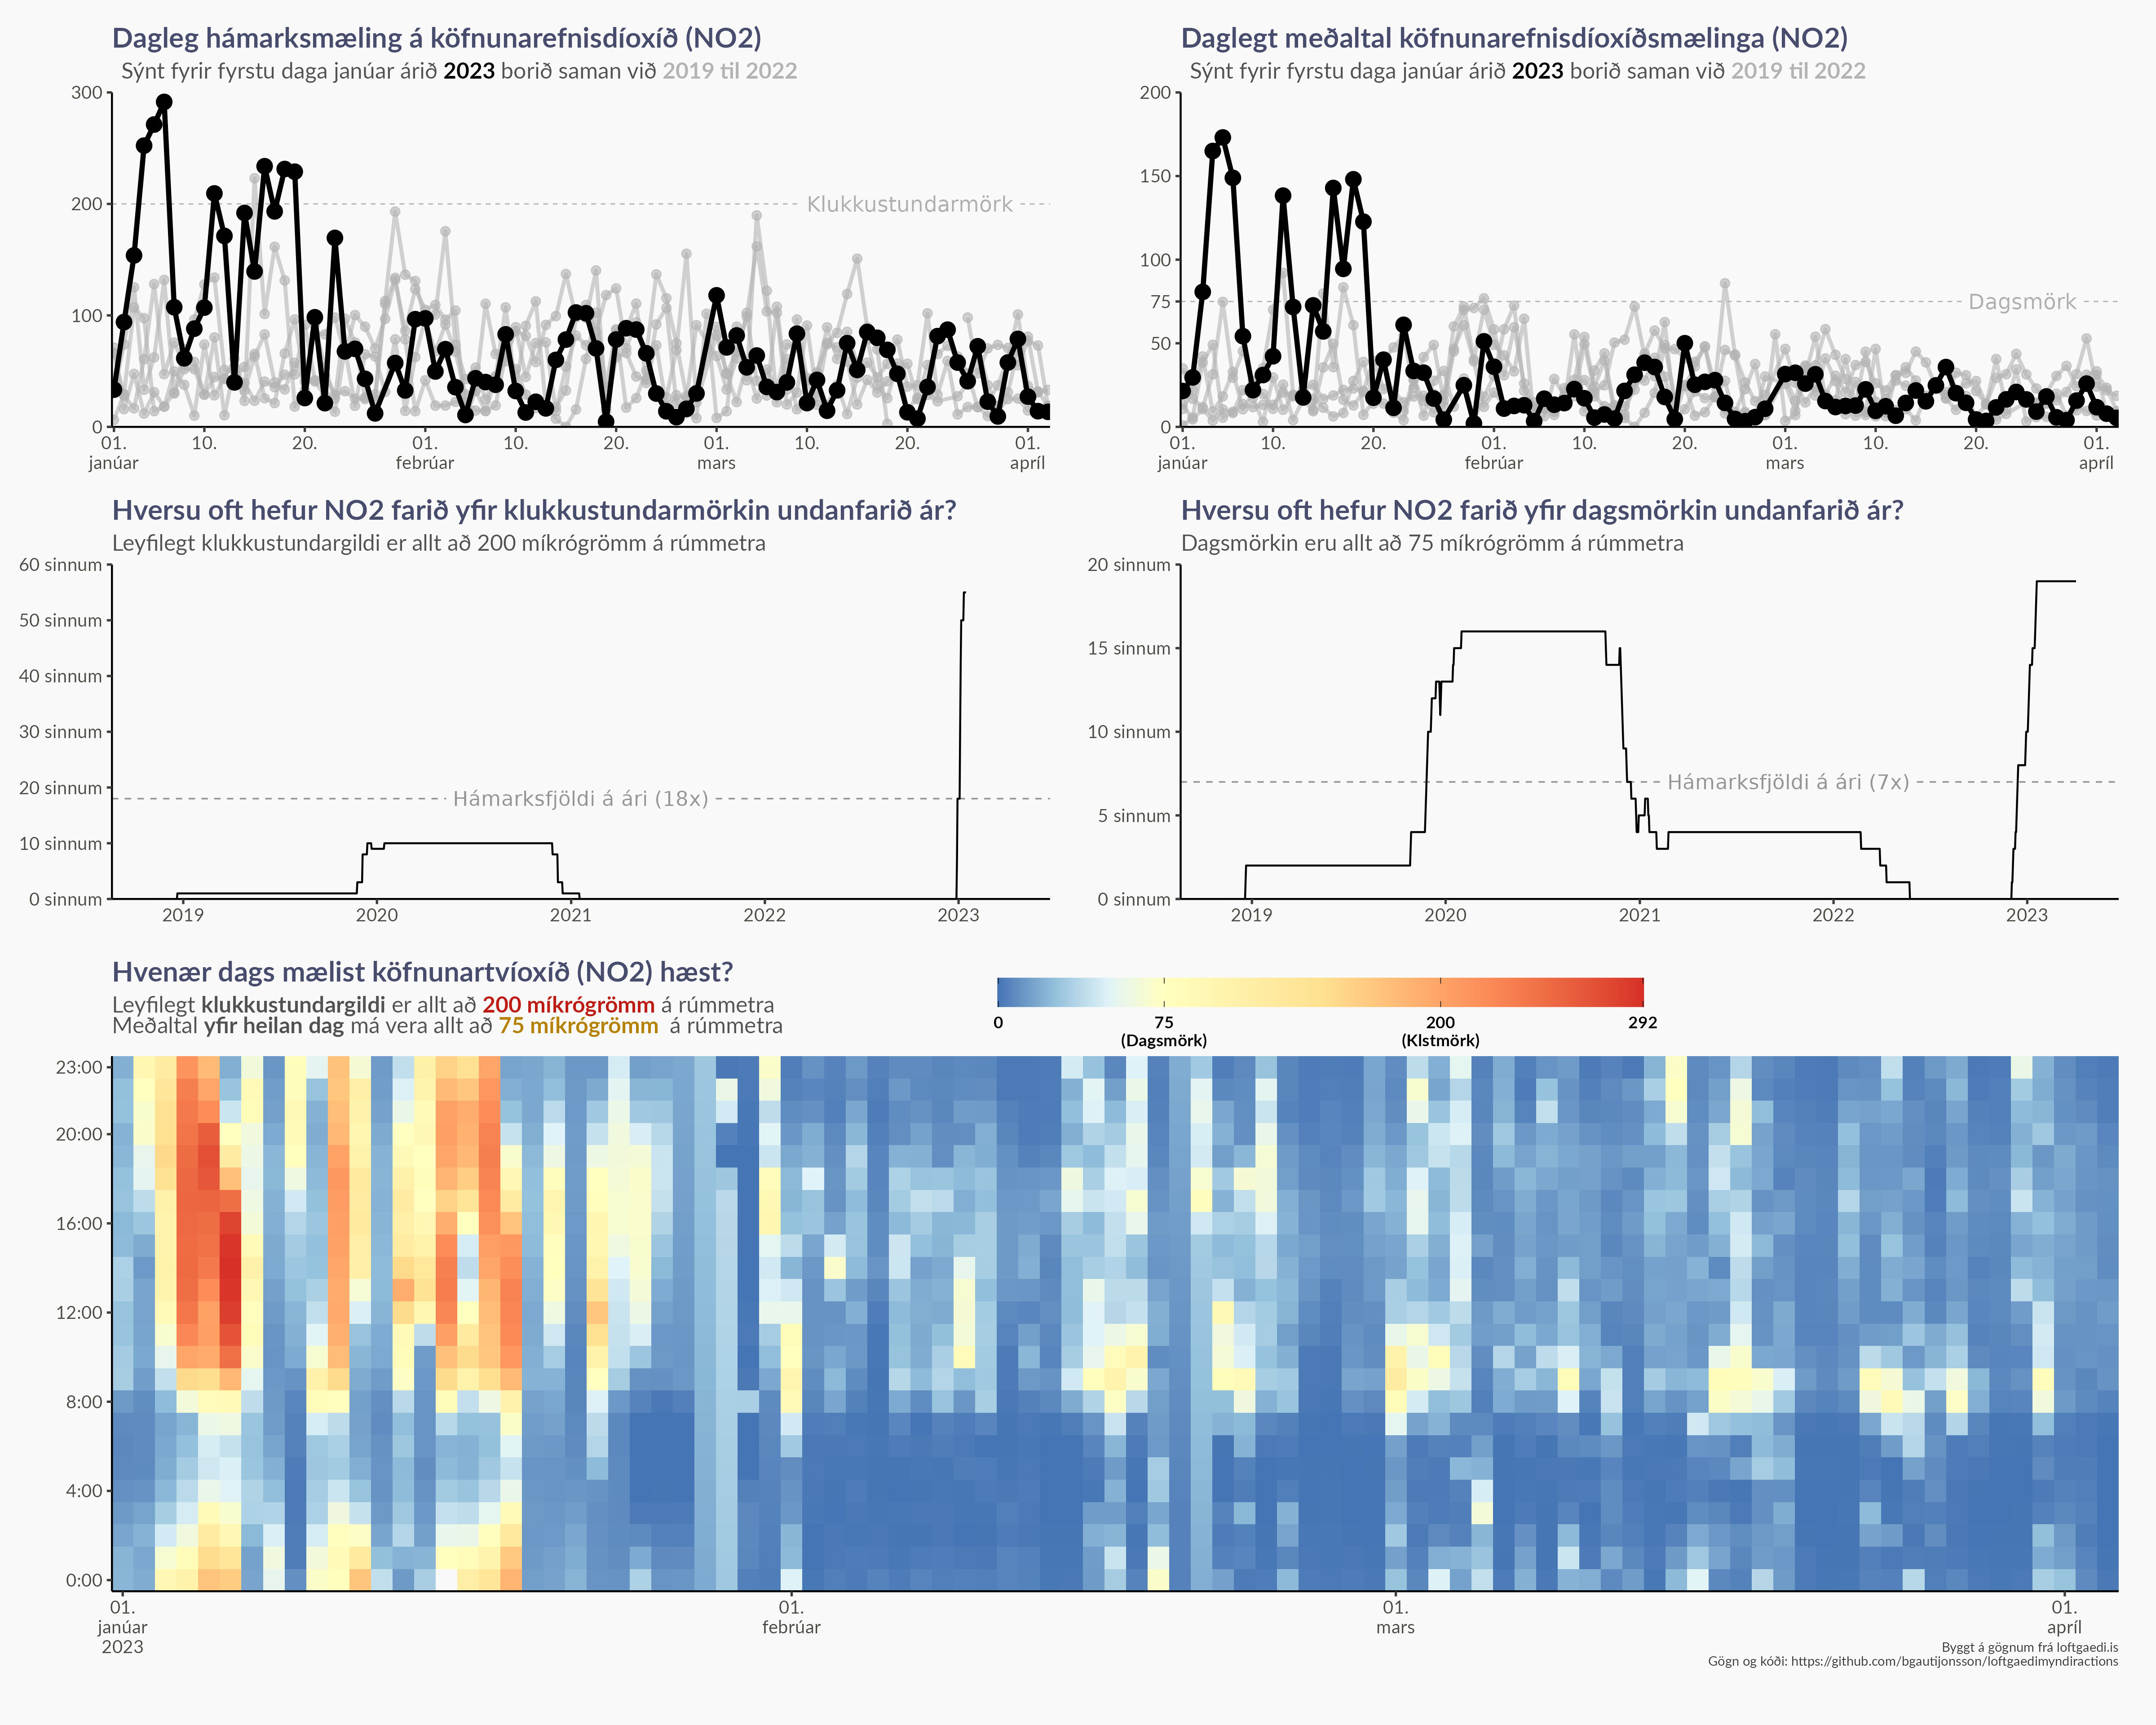 Dagleg hámarksmæling á köfnunarefnisdíoxíð (NO2)
Sýnt fyrir fyrstu daga janúar árið 2023 borið saman við 2019 til 2022
300
200
100
0
Klukkustundarmörk
01. 10. 20. 01. 10. 20. 01. 10. 20. 01.
janúar febrúar mars apríl
Daglegt meðaltal köfnunarefnisdíoxíðsmælinga (NO2)
Sýnt fyrir fyrstu daga janúar árið 2023 borið saman við 2019 til 2022
200
150
100
75
50
0
Dagsmörk
01. 10. 20. 01. 10. 20. 01. 10. 20. 01.
janúar febrúar mars apríl
Hversu oft hefur NO2 farið yfir klukkustundarmörkin undanfarið ár?
Leyfilegt klukkustundargildi er allt að 200 míkrógrömm á rúmmetra
60 sinnum
50 sinnum
40 sinnum
30 sinnum
20 sinnum
10 sinnum
0 sinnum
Hámarksfjöldi á ári (18x)
2019 2020 2021 2022 2023
Hversu oft hefur NO2 farið yfir dagsmörkin undanfarið ár?
Dagsmörkin eru allt að 75 míkrógrömm á rúmmetra
20 sinnum
15 sinnum
10 sinnum
5 sinnum
0 sinnum
Hámarksfjöldi á ári (7x)
2019 2020 2021 2022 2023
Hvenær dags mælist köfnunartvíoxíð (NO2) hæst?
Leyfilegt klukkustundargildi er allt að 200 míkrógrömm á rúmmetra
Meðaltal yfir heilan dag má vera allt að 75 míkrógrömm á rúmmetra
0 75 200 292
(Dagsmörk) (Klstmörk)
23:00
20:00
16:00
12:00
8:00
4:00
0:00
01. 01. 01. 01.
janúar febrúar mars apríl
2023
Byggt á gögnum frá loftgaedi.is
Gögn og kóði: https://github.com/bgautijonsson/loftgaedimyndiractions